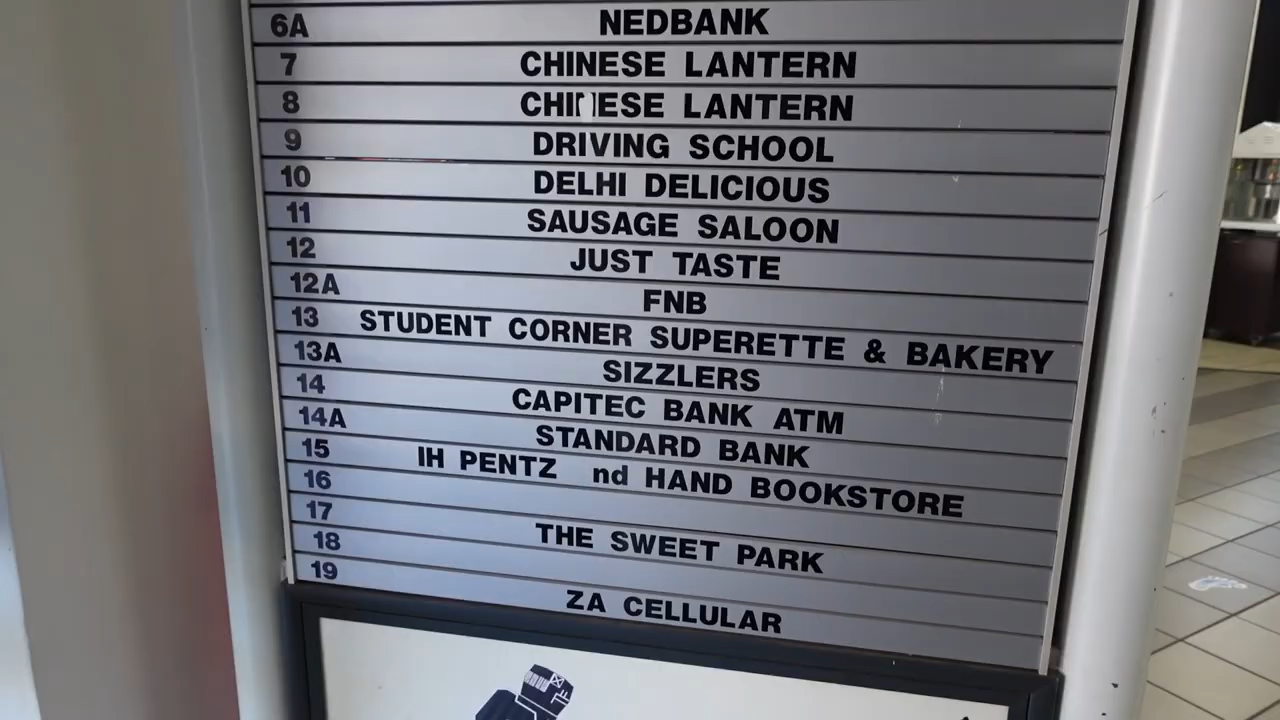 6A NEDBANK
7 CHINESE LANTERN
8 CHINESE LANTERN
9 DRIVING SCHOOL
10 DELHI DELICIOUS
11 SAUSAGE SALOON
12 JUST TASTE
12A FNB
13 STUDENT CORNER SUPERETTE & BAKERY
13A SIZZLERS
14 CAPITEC BANK ATM
14A STANDARD BANK
15 IH PENTZ nd HAND BOOKSTORE
16
17 THE SWEET PARK
18
19 ZA CELLULAR